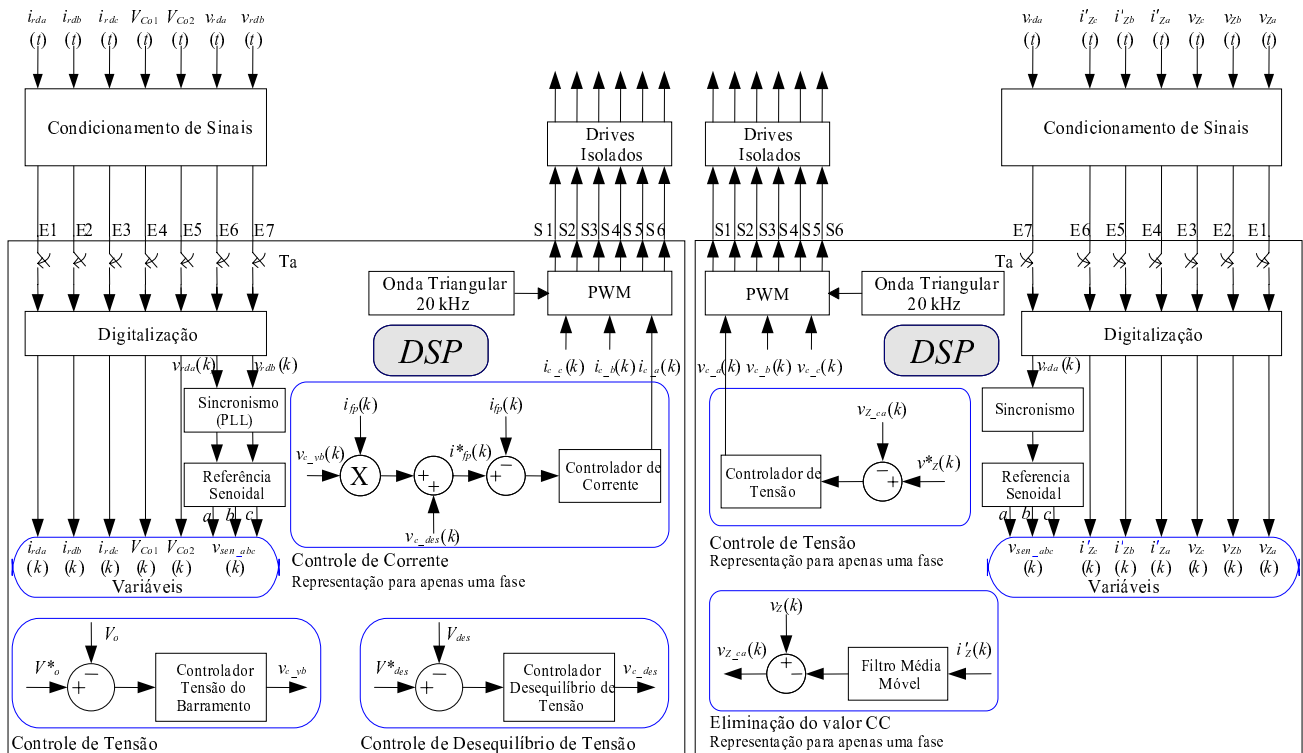 i_rda i_rdb i_rdc V_Co1 V_Co2 v_rda v_rdb
(t) (t) (t) (t) (t) (t) (t)
Condicionamento de Sinais
E1 E2 E3 E4 E5 E6 E7
Ta
Digitalização
v_rda(k) v_rdb(k)
Sincronismo
(PLL)
Referência
Senoidal
a b c
i_rda i_rdb i_rdc V_Co1 V_Co2 v_sen_abc
(k) (k) (k) (k) (k) (k)
Variáveis
Drives
Isolados
S1 S2 S3 S4 S5 S6
Onda Triangular
20 kHz
PWM
DSP
i_c_c(k) i_c_b(k) i_c_a(k)
i_fp(k) i_fp(k)
v_c_vb(k) X + + i*_fp(k) + −
v_c_des(k)
Controlador de
Corrente
Controle de Corrente
Representação para apenas uma fase
V_o
V*_o + −
Controlador
Tensão do
Barramento
v_c_vb
Controle de Tensão
V_des
V*_des + −
Controlador
Desequilíbrio de
Tensão
v_c_des
Controle de Desequilíbrio de Tensão
Drives
Isolados
S1 S2 S3 S4 S5 S6
PWM
Onda Triangular
20 kHz
DSP
v_c_a(k) v_c_b(k) v_c_c(k)
v_Z_ca(k)
− + v*_Z(k)
Controlador de
Tensão
Controle de Tensão
Representação para apenas uma fase
v_Z(k)
v_Z_ca(k) + −
Filtro Média
Móvel
i'_Z(k)
Eliminação do valor CC
Representação para apenas uma fase
v_rda i'_Zc i'_Zb i'_Za v_Zc v_Zb v_Za
(t) (t) (t) (t) (t) (t) (t)
Condicionamento de Sinais
E7 E6 E5 E4 E3 E2 E1
Ta
Digitalização
v_rda(k)
Sincronismo
Referencia
Senoidal
a b c
v_sen_abc i'_Zc i'_Zb i'_Za v_Zc v_Zb v_Za
(k) (k) (k) (k) (k) (k) (k)
Variáveis